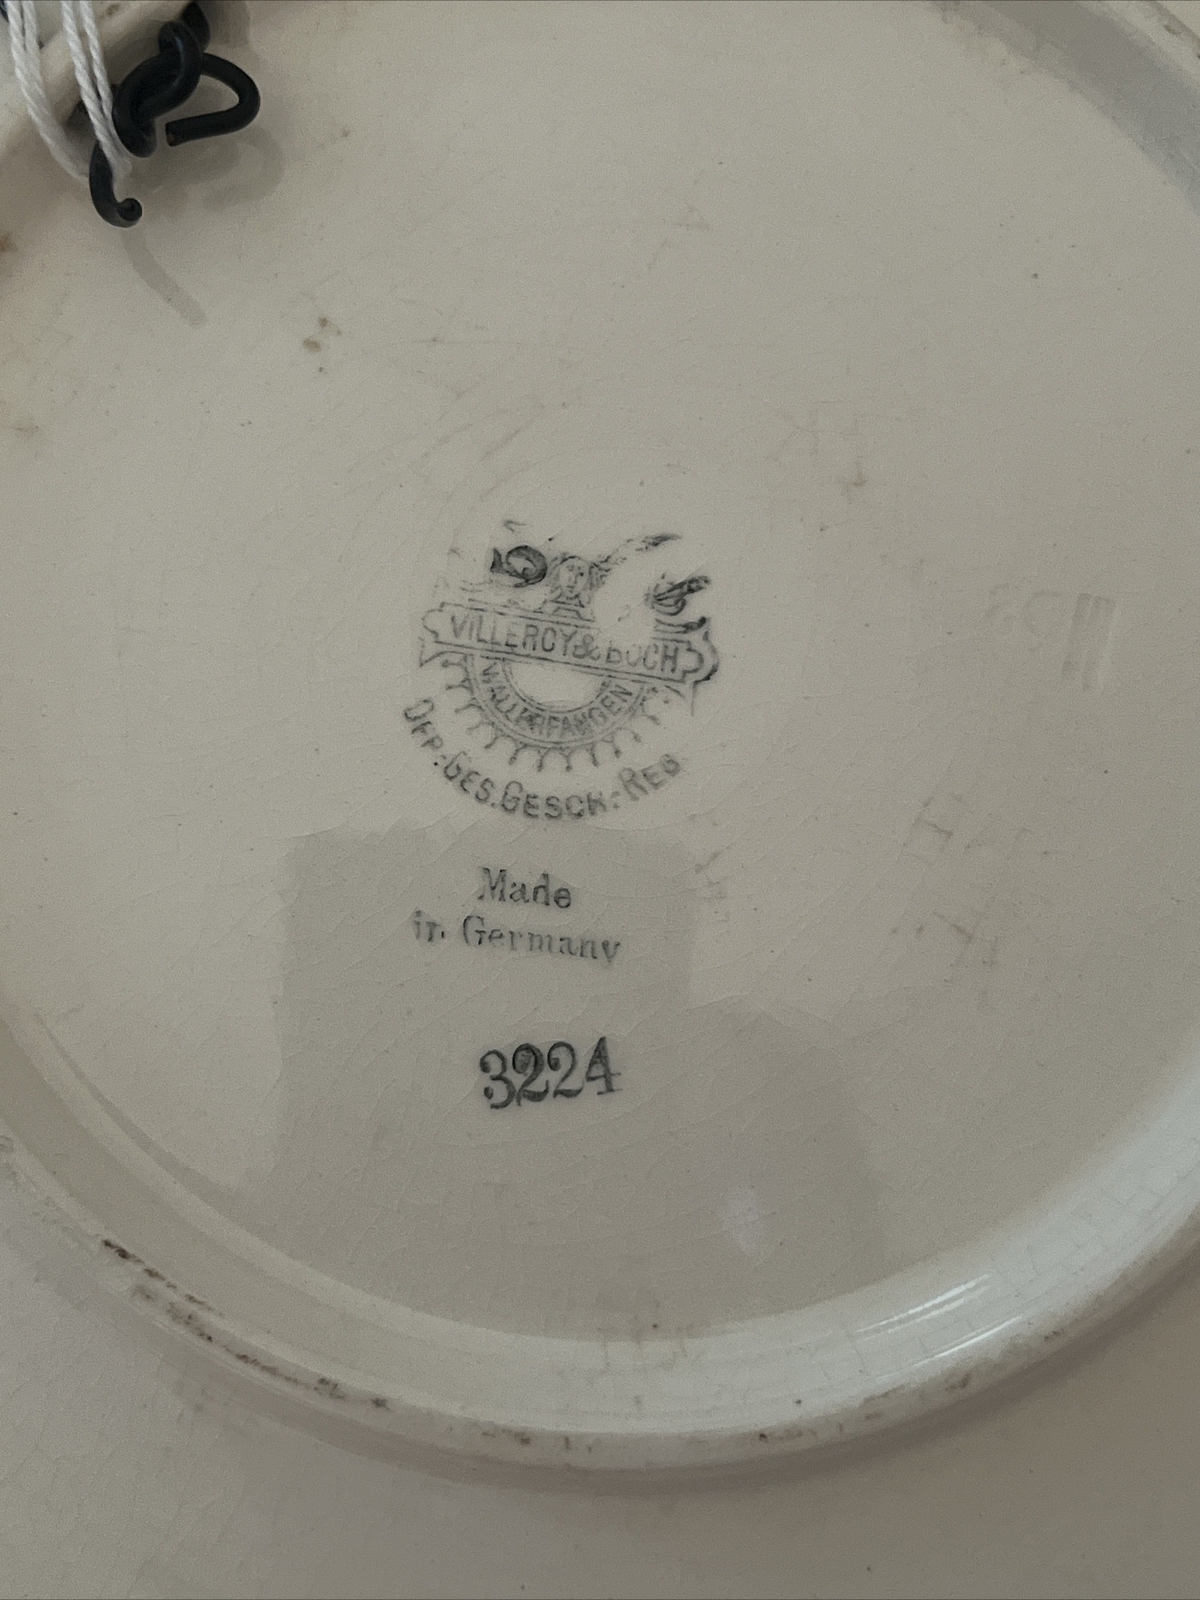 VILLEROY & BOCH
WALLERFANGEN
DEP.-GES.GESCH.-REG
Made
in Germany
3224